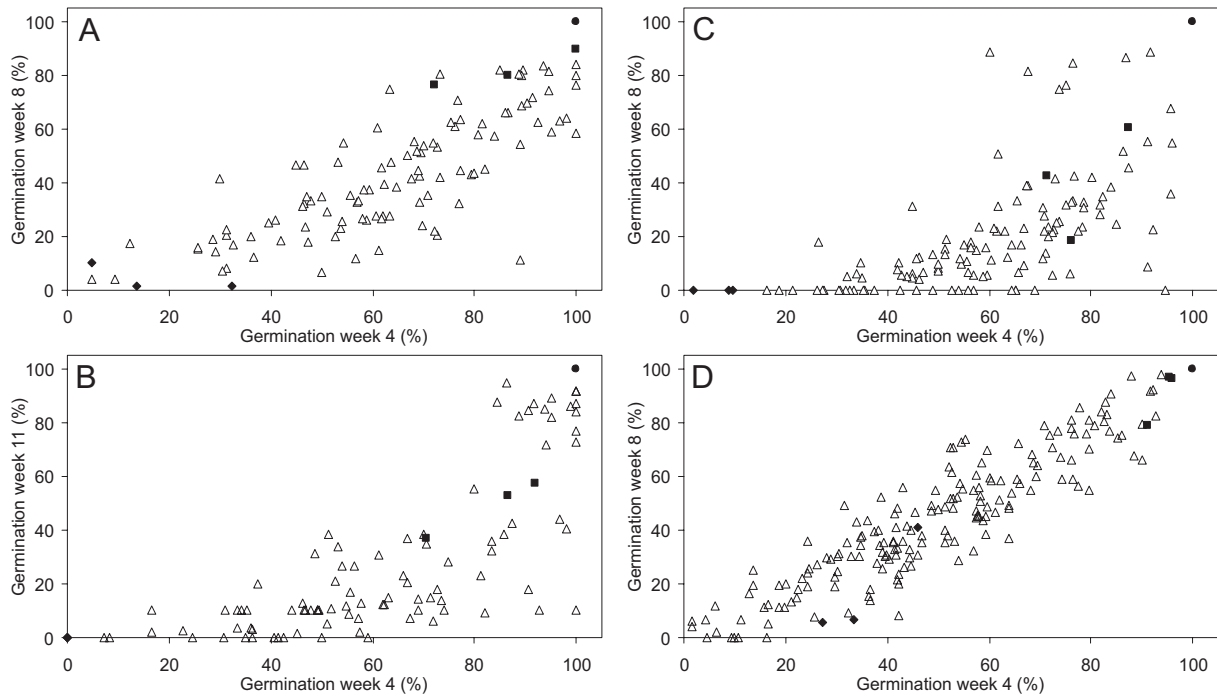 A
Germination week 8 (%)
100
80
60
40
20
0
0 20 40 60 80 100
Germination week 4 (%)
C
Germination week 8 (%)
100
80
60
40
20
0
0 20 40 60 80 100
Germination week 4 (%)
B
Germination week 11 (%)
100
80
60
40
20
0
0 20 40 60 80 100
Germination week 4 (%)
D
Germination week 8 (%)
100
80
60
40
20
0
0 20 40 60 80 100
Germination week 4 (%)